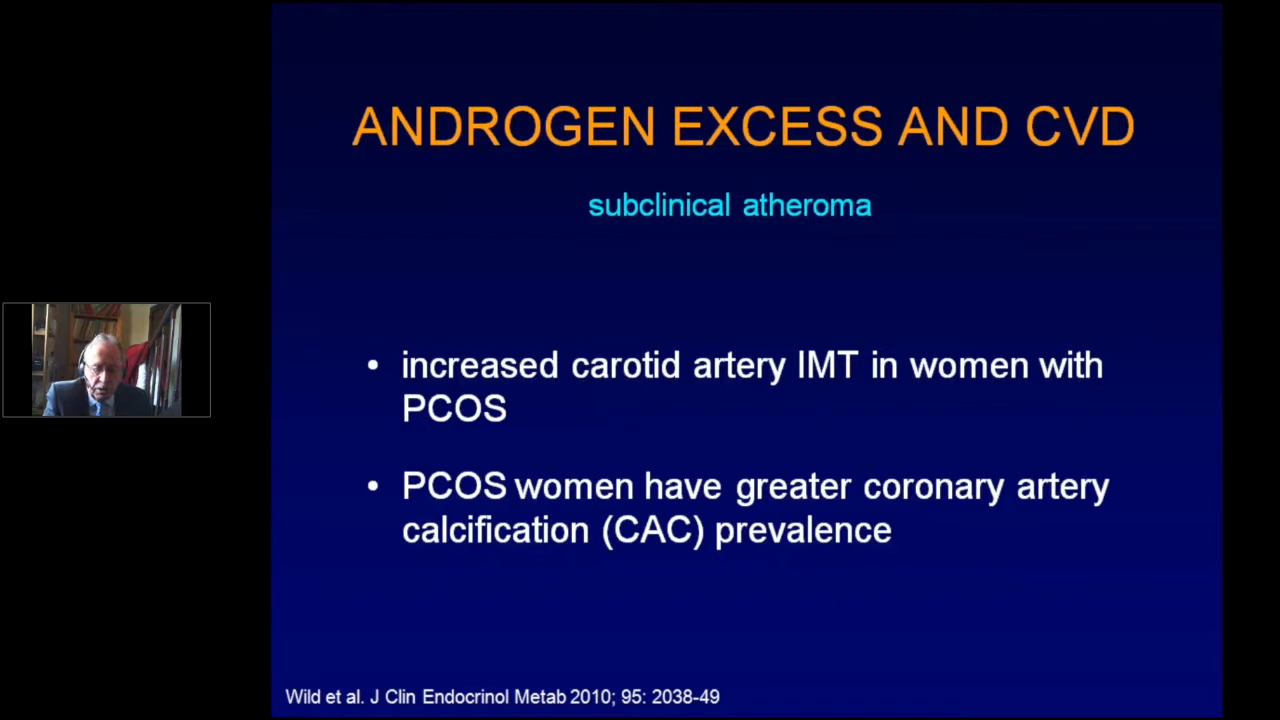 ANDROGEN EXCESS AND CVD
subclinical atheroma
• increased carotid artery IMT in women with
PCOS
• PCOS women have greater coronary artery
calcification (CAC) prevalence
Wild et al. J Clin Endocrinol Metab 2010; 95: 2038-49